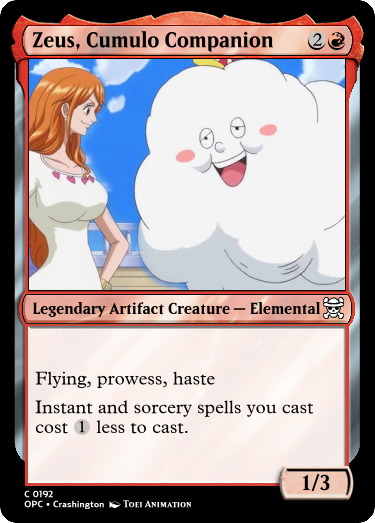 Zeus, Cumulo Companion 2
Legendary Artifact Creature — Elemental
Flying, prowess, haste
Instant and sorcery spells you cast
cost 1 less to cast.
1/3
C 0192
OPC • Crashington TOEI ANIMATION